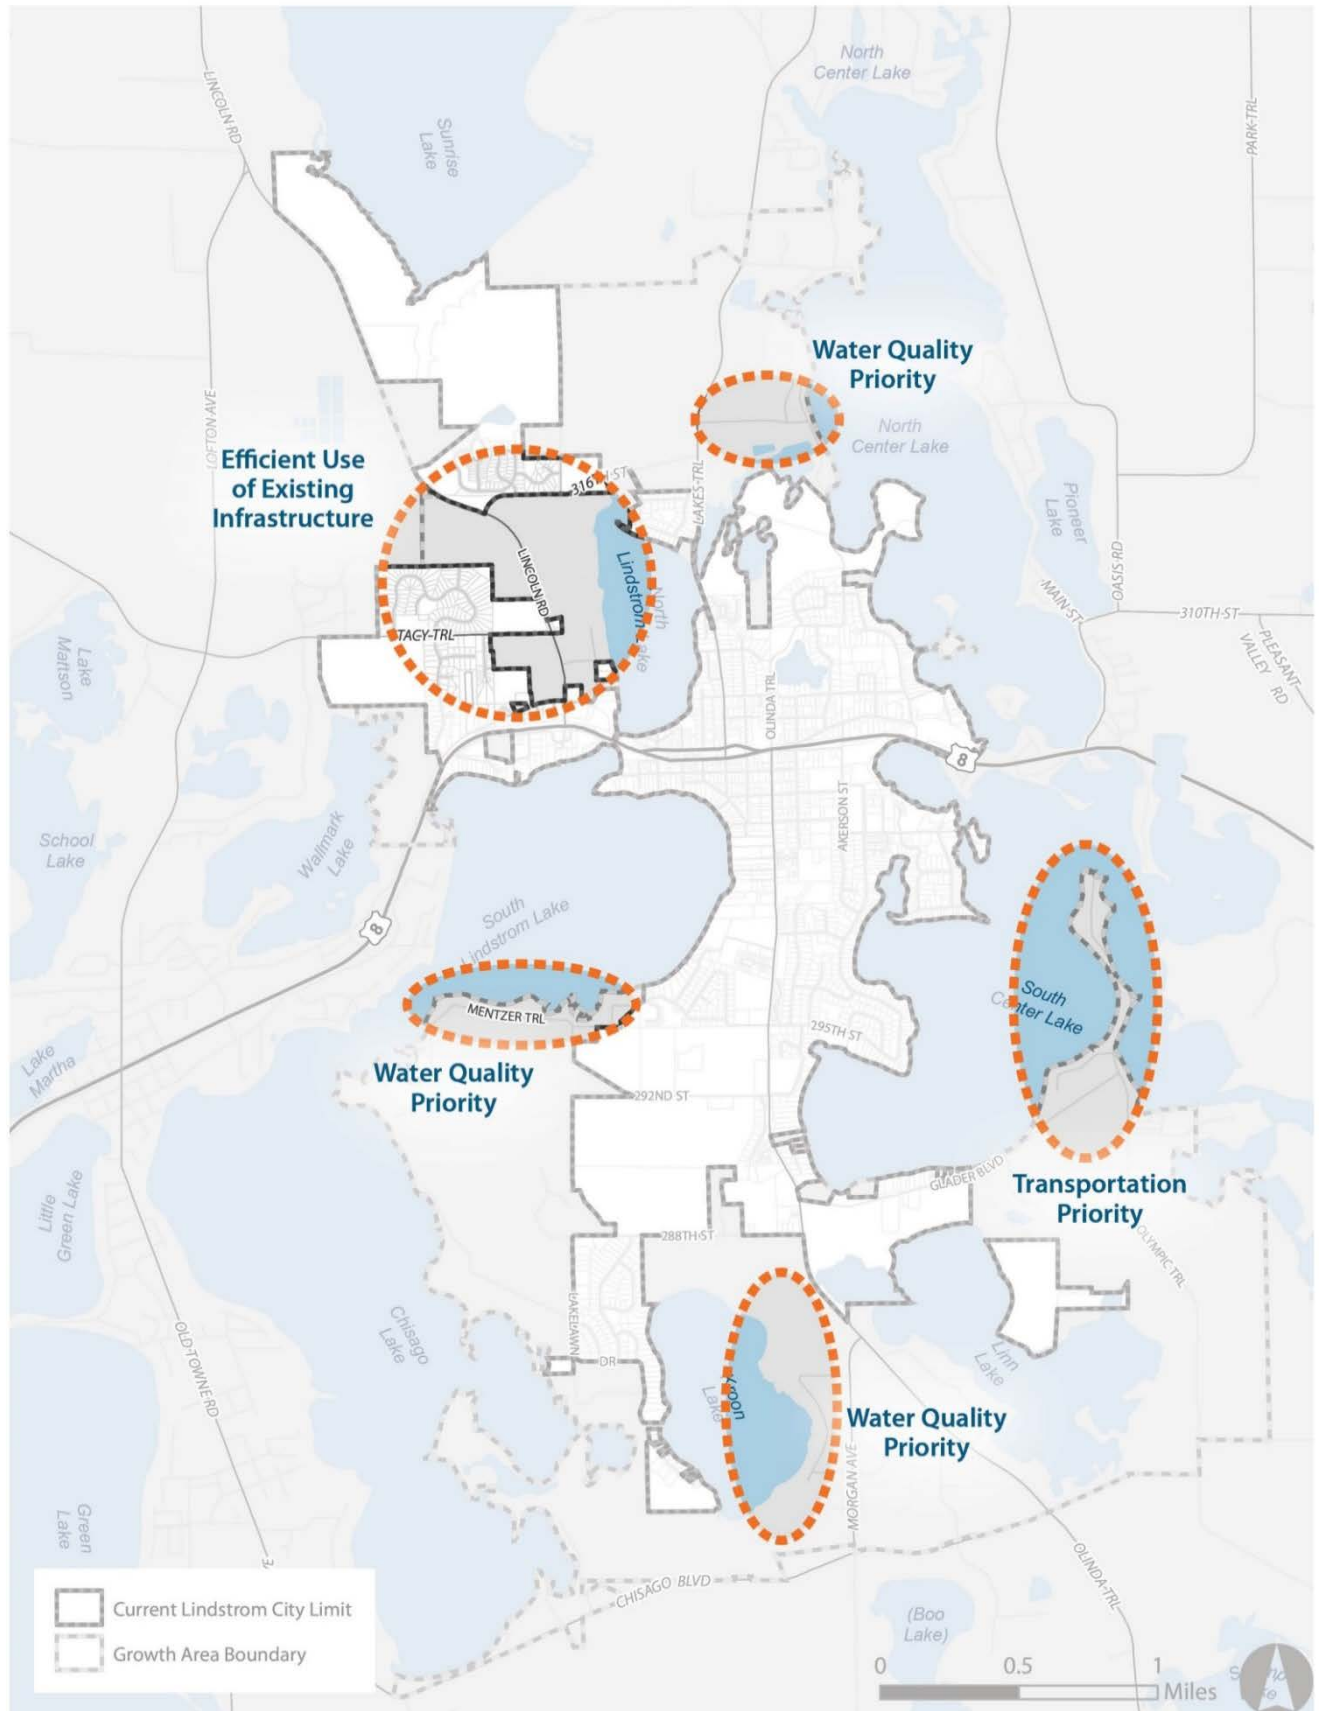 LINCOLN RD
Sunrise
Lake
North
Center Lake
PARK TRL
Water Quality
Priority
LOFTON AVE
Efficient Use
of Existing
Infrastructure
North
Center Lake
LAKES TRL
316TH ST
Pioneer
Lake
LINCOLN RD
North
Lindstrom Lake
OASIS RD
MAIN ST
310TH ST
PLEASANT
VALLEY RD
STACY TRL
Lake
Mattson
OLINDA TRL
8
AKERSON ST
School
Lake
Wallmark
Lake
8
South
Lindstrom Lake
South
Center Lake
MENTZER TRL
295TH ST
Lake
Martha
Water Quality
Priority
292ND ST
Little
Green Lake
GLADER BLVD
Transportation
Priority
288TH ST
OLYMPIC TRL
Chisago
Lake
LAKELAWN
DR
Linn
Lake
OLD TOWNE RD
Kroon
Lake
Water Quality
Priority
MORGAN AVE
Green
Lake
OLINDA TRL
CHISAGO BLVD
Current Lindstrom City Limit
Growth Area Boundary
(Boo
Lake)
0 0.5 1
Miles